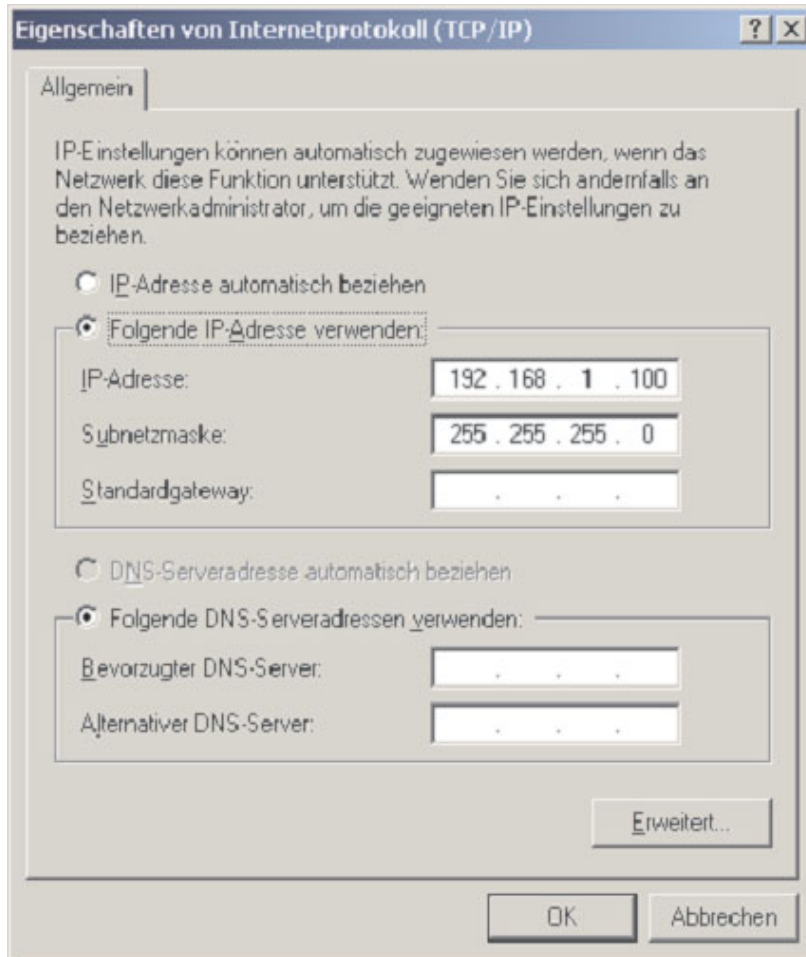 Eigenschaften von Internetprotokoll (TCP/IP)
Allgemein
IP-Einstellungen können automatisch zugewiesen werden, wenn das
Netzwerk diese Funktion unterstützt. Wenden Sie sich andernfalls an
den Netzwerkadministrator, um die geeigneten IP-Einstellungen zu
beziehen.
IP-Adresse automatisch beziehen
Folgende IP-Adresse verwenden:
IP-Adresse: 192 . 168 . 1 . 100
Subnetzmaske: 255 . 255 . 255 . 0
Standardgateway: . . .
DNS-Serveradresse automatisch beziehen
Folgende DNS-Serveradressen verwenden:
Bevorzugter DNS-Server: . . .
Alternativer DNS-Server: . . .
Erweitert...
OK Abbrechen